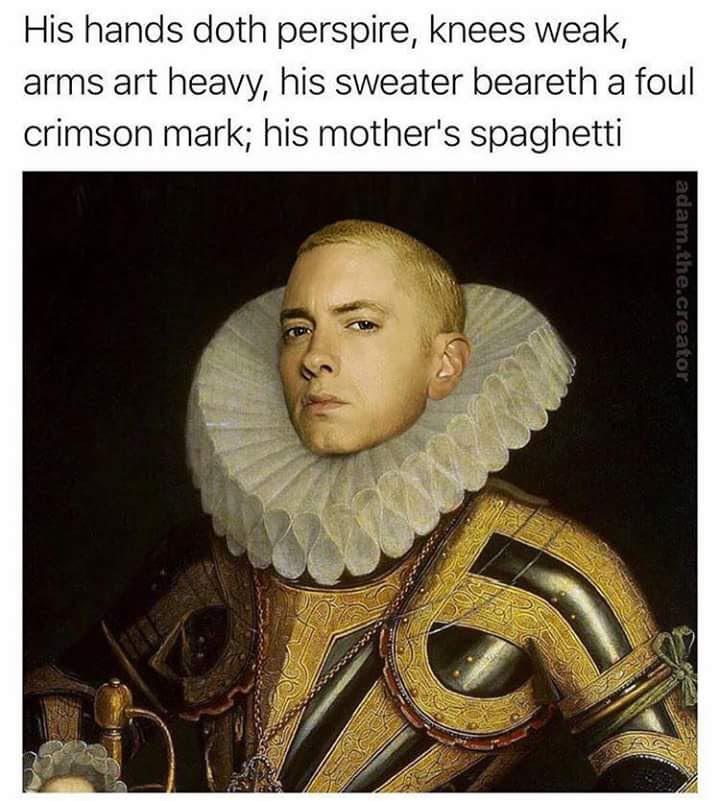 His hands doth perspire, knees weak,
arms art heavy, his sweater beareth a foul
crimson mark; his mother's spaghetti
adam.the.creator